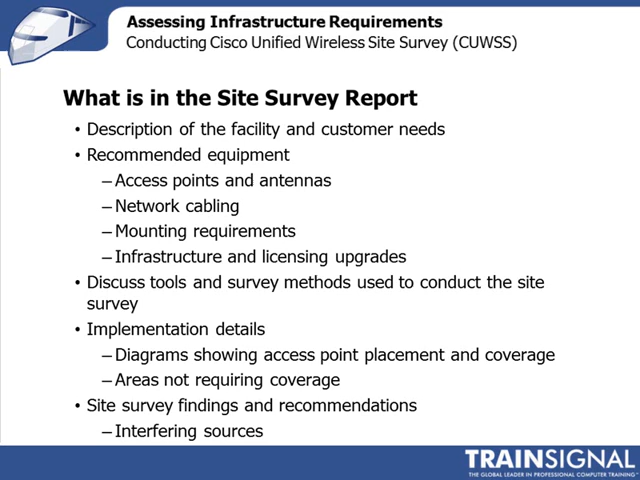 Assessing Infrastructure Requirements
Conducting Cisco Unified Wireless Site Survey (CUWSS)
What is in the Site Survey Report
• Description of the facility and customer needs
• Recommended equipment
– Access points and antennas
– Network cabling
– Mounting requirements
– Infrastructure and licensing upgrades
• Discuss tools and survey methods used to conduct the site
survey
• Implementation details
– Diagrams showing access point placement and coverage
– Areas not requiring coverage
• Site survey findings and recommendations
– Interfering sources
TRAINSIGNAL
THE GLOBAL LEADER IN PROFESSIONAL COMPUTER TRAINING